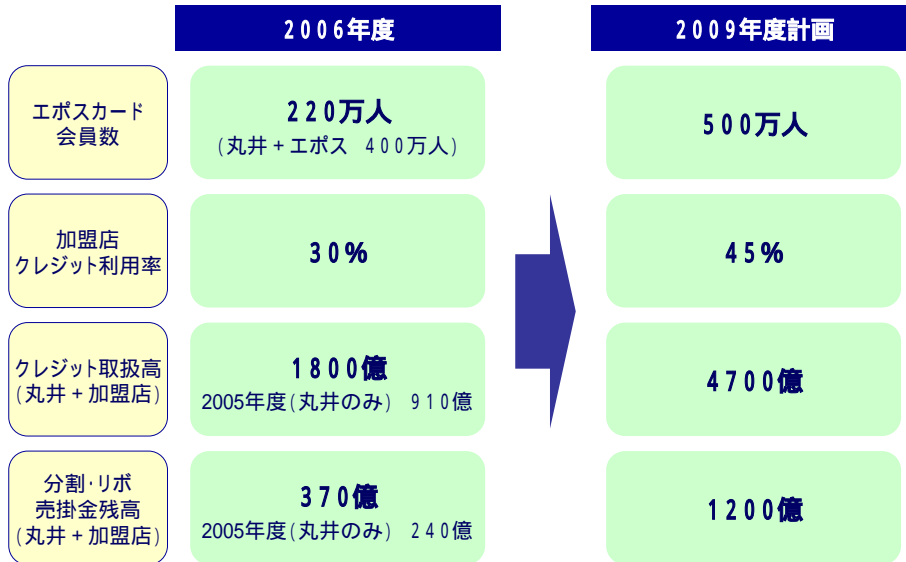 ２００６年度
２００９年度計画
エポスカード
会員数
２２０万人
(丸井＋エポス　４００万人)
５００万人
加盟店
クレジット利用率
３０％
４５％
クレジット取扱高
(丸井＋加盟店)
１８００億
2005年度(丸井のみ)　９１０億
４７００億
分割･リボ
売掛金残高
(丸井＋加盟店)
３７０億
2005年度(丸井のみ)　２４０億
１２００億